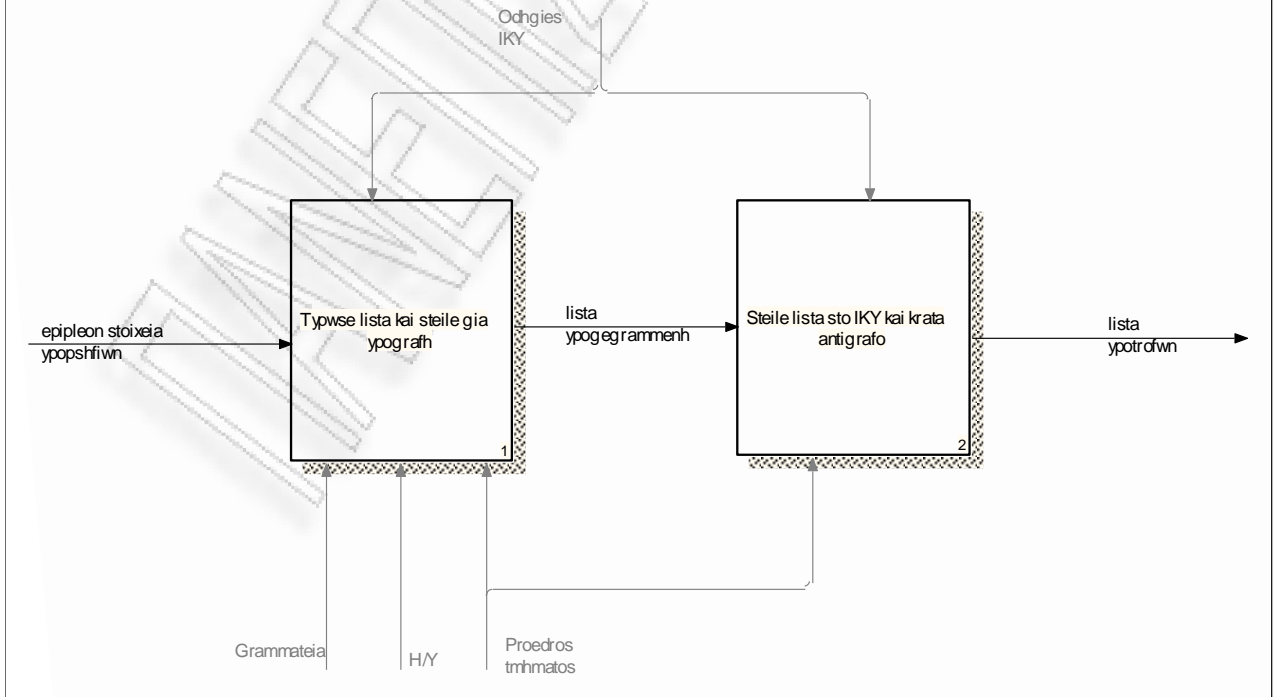 Odhgies
IKY
epipleon stoixeia
ypopshfiwn
Typwse lista kai steile gia
ypografh
1
lista
ypogegrammenh
Steile lista sto IKY kai krata
antigrafo
2
lista
ypotrofwn
Grammateia
H/Y
Proedros
tmhmatos